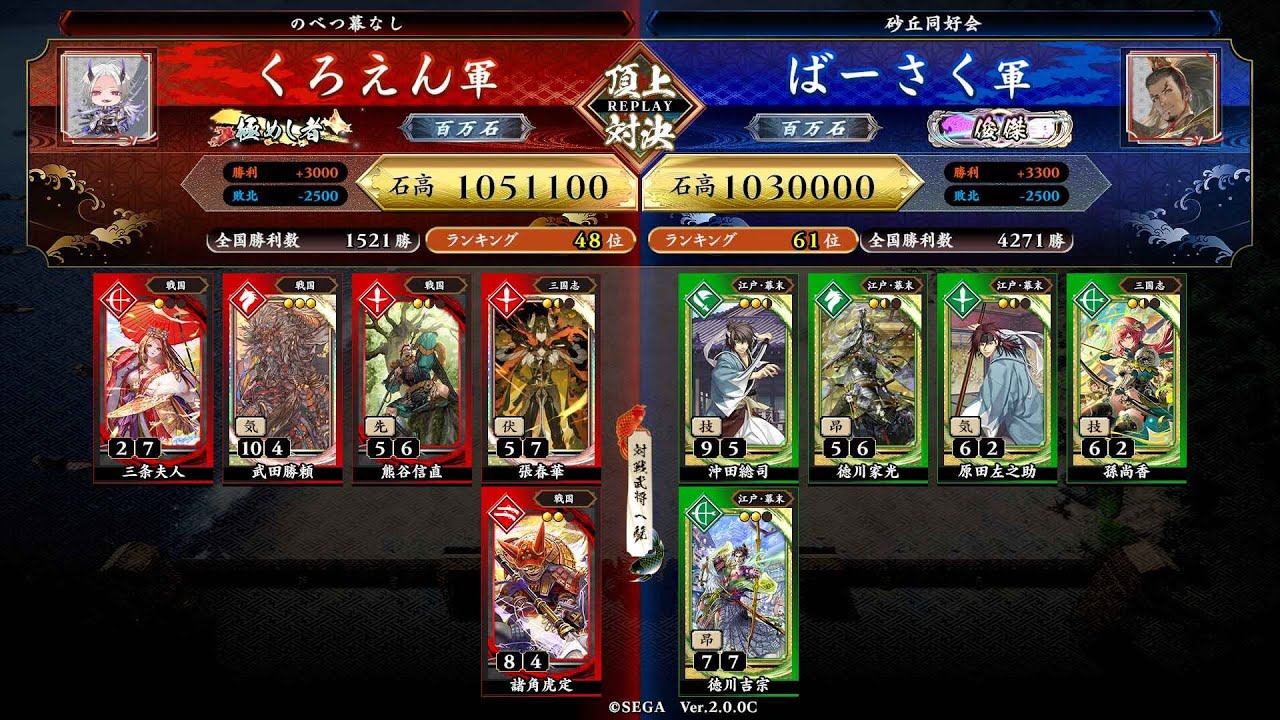 のべつ幕なし
砂丘同好会
くろえん軍
頂上
REPLAY
対決
ばーさく軍
極めし者
百万石
百万石
俊傑
勝利 +3000
敗北 -2500
石高 1051100
石高 1030000
勝利 +3300
敗北 -2500
全国勝利数 1521勝
ランキング 48位
ランキング 61位
全国勝利数 4271勝
戦国
戦国
戦国
三国志
江戸・幕末
江戸・幕末
江戸・幕末
三国志
気
先
伏
技
昂
気
技
2 7
10 4
5 6
5 7
9 5
5 6
6 2
6 2
三条夫人
武田勝頼
熊谷信直
張春華
沖田総司
徳川家光
原田左之助
孫尚香
対戦武将一覧
戦国
江戸・幕末
昂
8 4
7 7
諸角虎定
徳川吉宗
©SEGA Ver.2.0.0C